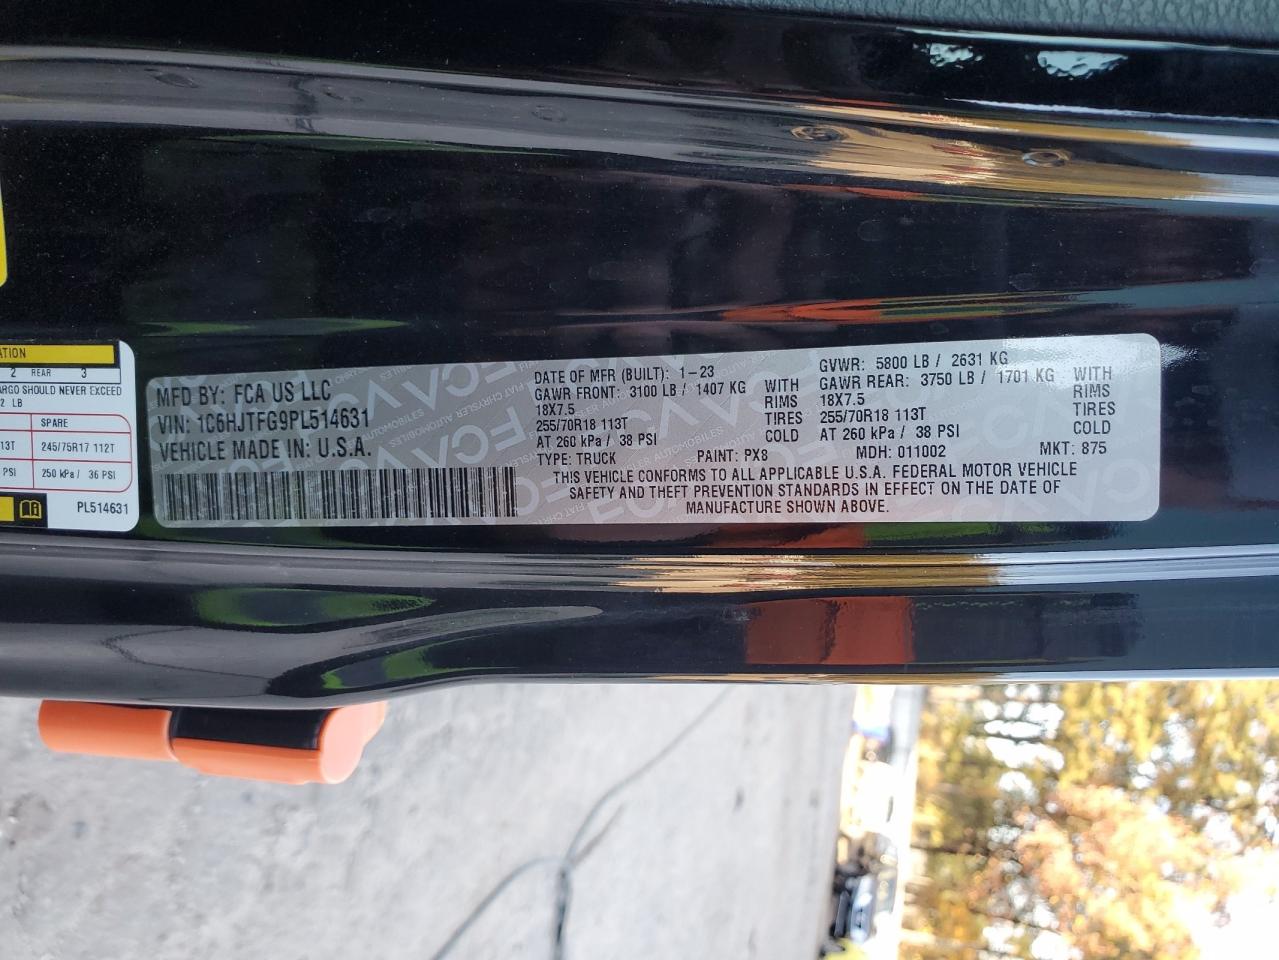 ATION
2 REAR 3
ARGO SHOULD NEVER EXCEED
2 LB
SPARE
13T 245/75R17 112T
PSI 250 kPa / 36 PSI
PL514631
MFD BY: FCA US LLC
VIN: 1C6HJTFG9PL514631
VEHICLE MADE IN: U.S.A.
DATE OF MFR (BUILT): 1-23
GAWR FRONT: 3100 LB / 1407 KG WITH
18X7.5 RIMS
255/70R18 113T TIRES
AT 260 kPa / 38 PSI COLD
GVWR: 5800 LB / 2631 KG
GAWR REAR: 3750 LB / 1701 KG WITH
18X7.5 RIMS
255/70R18 113T TIRES
AT 260 kPa / 38 PSI COLD
TYPE: TRUCK PAINT: PX8 MDH: 011002 MKT: 875
THIS VEHICLE CONFORMS TO ALL APPLICABLE U.S.A. FEDERAL MOTOR VEHICLE
SAFETY AND THEFT PREVENTION STANDARDS IN EFFECT ON THE DATE OF
MANUFACTURE SHOWN ABOVE.